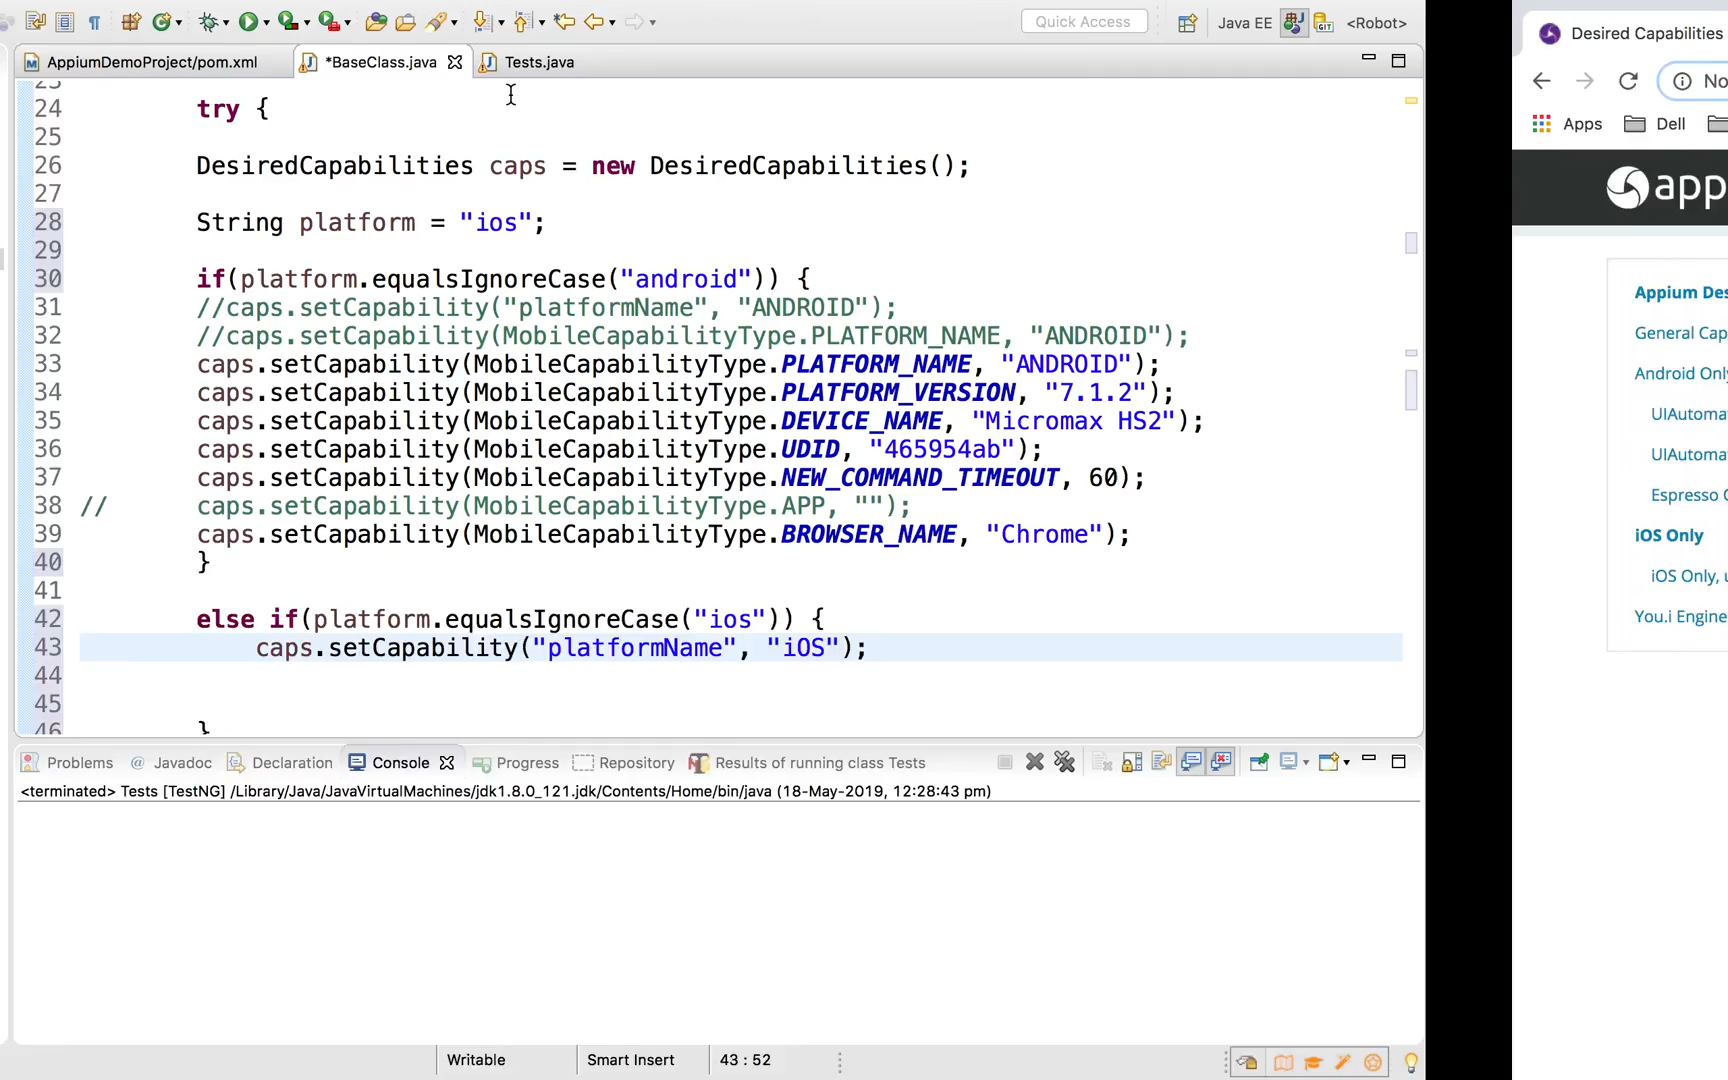 Quick Access
Java EE
<Robot>
AppiumDemoProject/pom.xml
*BaseClass.java
Tests.java
24 try {
25
26 DesiredCapabilities caps = new DesiredCapabilities();
27
28 String platform = "ios";
29
30 if(platform.equalsIgnoreCase("android")) {
31 //caps.setCapability("platformName", "ANDROID");
32 //caps.setCapability(MobileCapabilityType.PLATFORM_NAME, "ANDROID");
33 caps.setCapability(MobileCapabilityType.PLATFORM_NAME, "ANDROID");
34 caps.setCapability(MobileCapabilityType.PLATFORM_VERSION, "7.1.2");
35 caps.setCapability(MobileCapabilityType.DEVICE_NAME, "Micromax HS2");
36 caps.setCapability(MobileCapabilityType.UDID, "465954ab");
37 caps.setCapability(MobileCapabilityType.NEW_COMMAND_TIMEOUT, 60);
38 // caps.setCapability(MobileCapabilityType.APP, "");
39 caps.setCapability(MobileCapabilityType.BROWSER_NAME, "Chrome");
40 }
41
42 else if(platform.equalsIgnoreCase("ios")) {
43 caps.setCapability("platformName", "iOS");
44
45
46 }
Problems @ Javadoc Declaration Console Progress Repository Results of running class Tests
<terminated> Tests [TestNG] /Library/Java/JavaVirtualMachines/jdk1.8.0_121.jdk/Contents/Home/bin/java (18-May-2019, 12:28:43 pm)
Writable Smart Insert 43 : 52
Desired Capabilities
No
Apps Dell
app
Appium Des
General Cap
Android Only
UIAutoma
UIAutoma
Espresso
iOS Only
iOS Only, u
You.i Engine